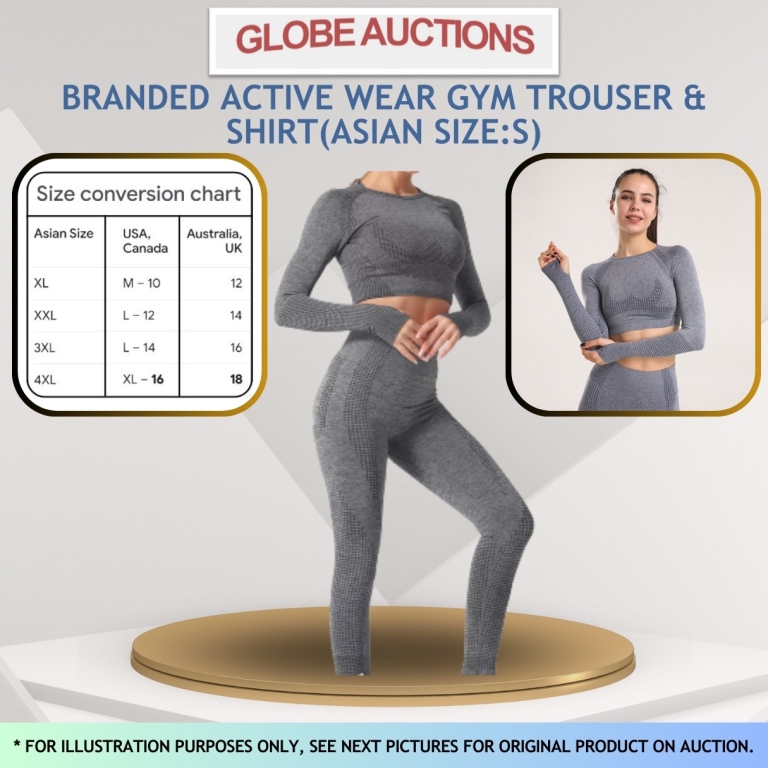 GLOBE AUCTIONS
BRANDED ACTIVE WEAR GYM TROUSER &
SHIRT(ASIAN SIZE:S)
Size conversion chart
Asian Size USA, Canada Australia, UK
XL M – 10 12
XXL L – 12 14
3XL L – 14 16
4XL XL – 16 18
* FOR ILLUSTRATION PURPOSES ONLY, SEE NEXT PICTURES FOR ORIGINAL PRODUCT ON AUCTION.